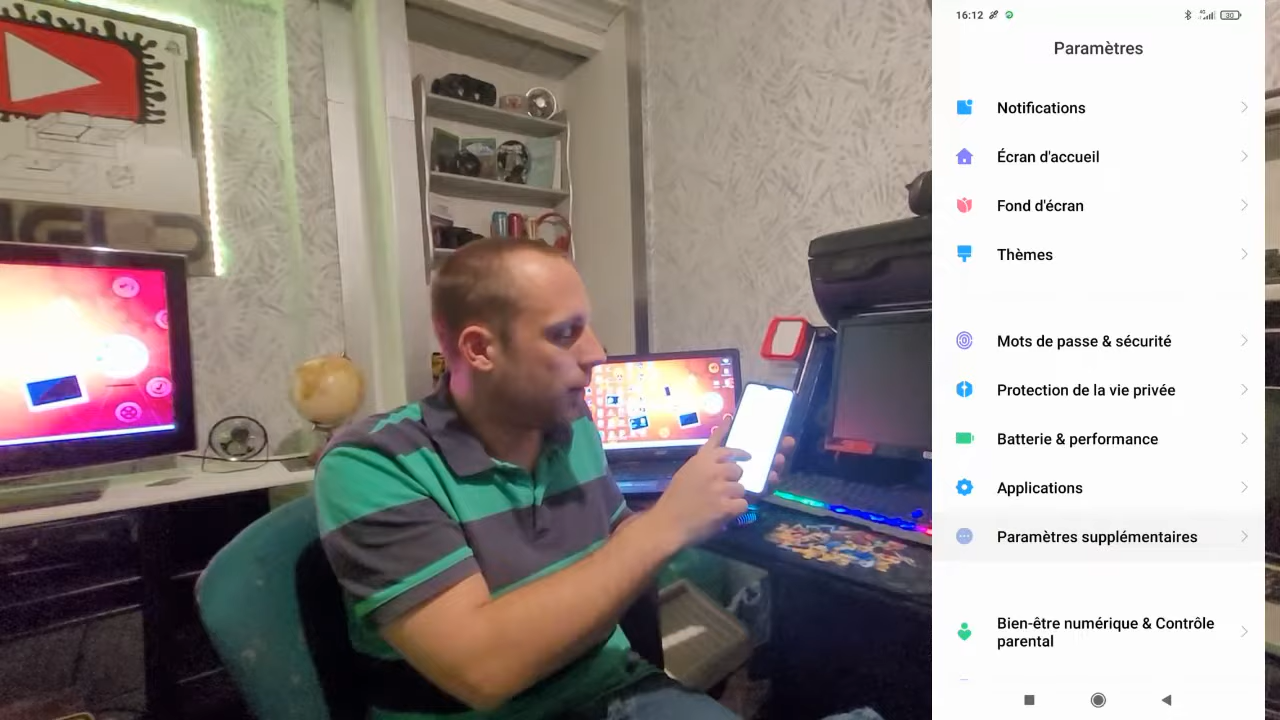 16:12
30
Paramètres
Notifications
Écran d'accueil
Fond d'écran
Thèmes
Mots de passe & sécurité
Protection de la vie privée
Batterie & performance
Applications
Paramètres supplémentaires
Bien-être numérique & Contrôle
parental